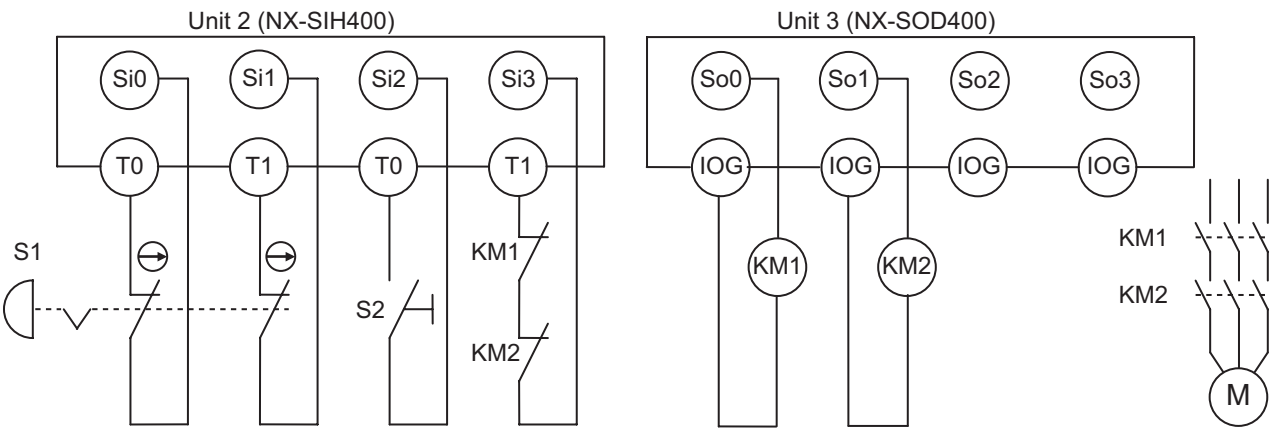 Unit 2 (NX-SIH400) Unit 3 (NX-SOD400)
Si0 Si1 Si2 Si3 So0 So1 So2 So3
T0 T1 T0 T1 IOG IOG IOG IOG
S1 KM1 KM1 KM2 KM1
S2 KM2
KM2
M